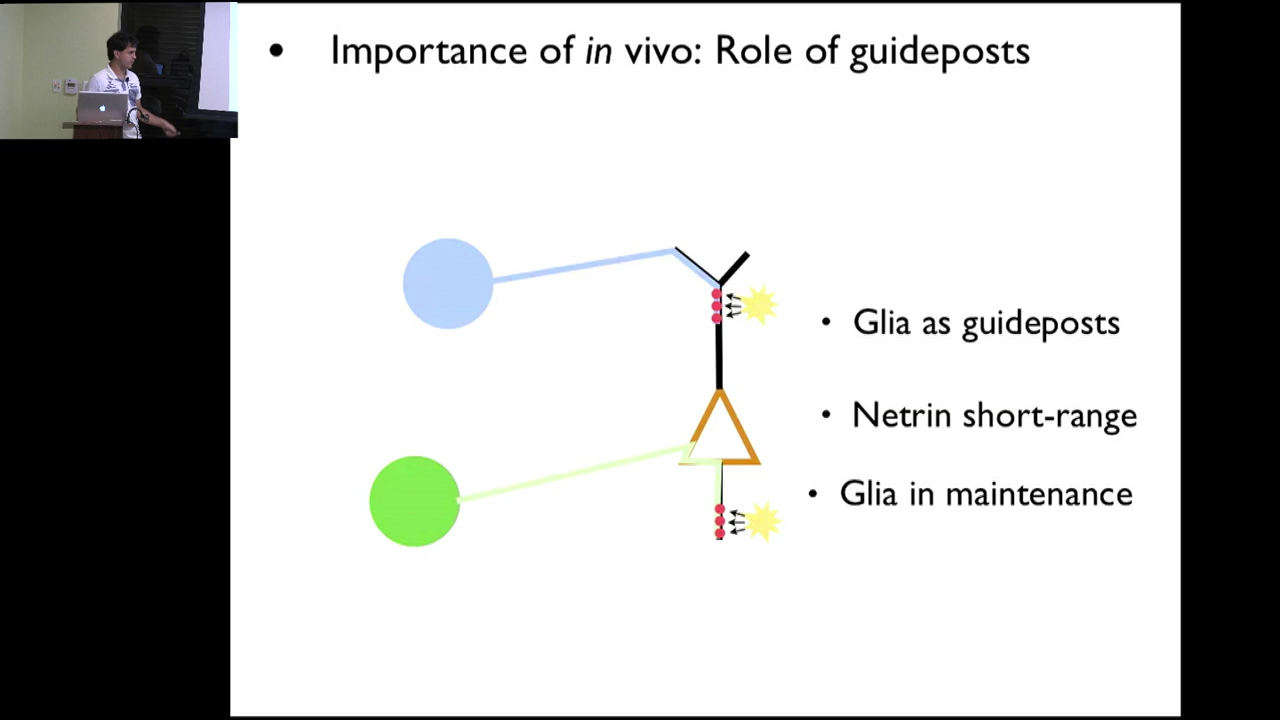 • Importance of in vivo: Role of guideposts
• Glia as guideposts
• Netrin short-range
• Glia in maintenance